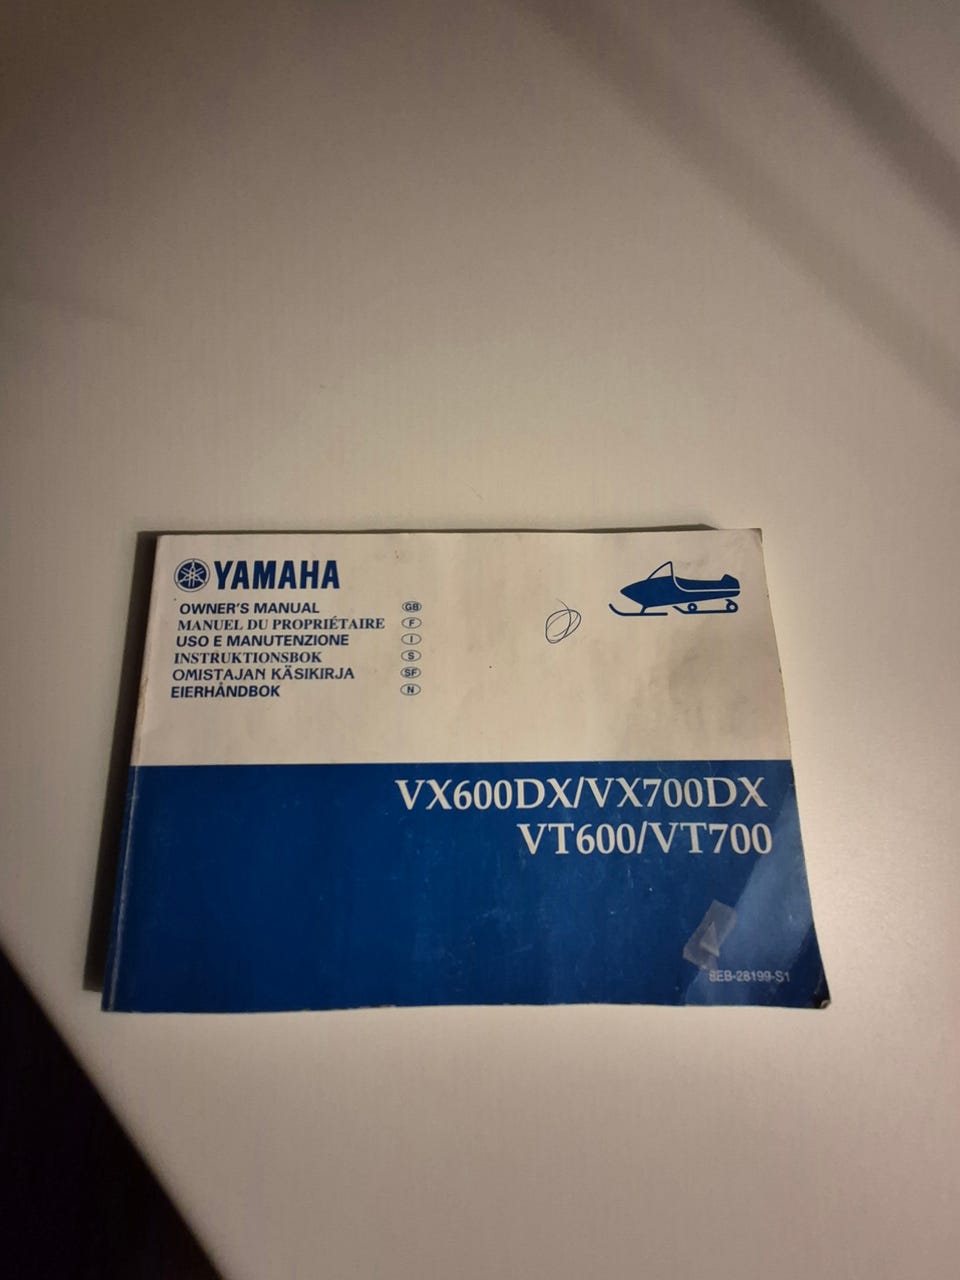 YAMAHA
OWNER'S MANUAL GB
MANUEL DU PROPRIÉTAIRE F
USO E MANUTENZIONE I
INSTRUKTIONSBOK S
OMISTAJAN KÄSIKIRJA SF
EIERHÅNDBOK N
VX600DX/VX700DX
VT600/VT700
8EB-28199-S1